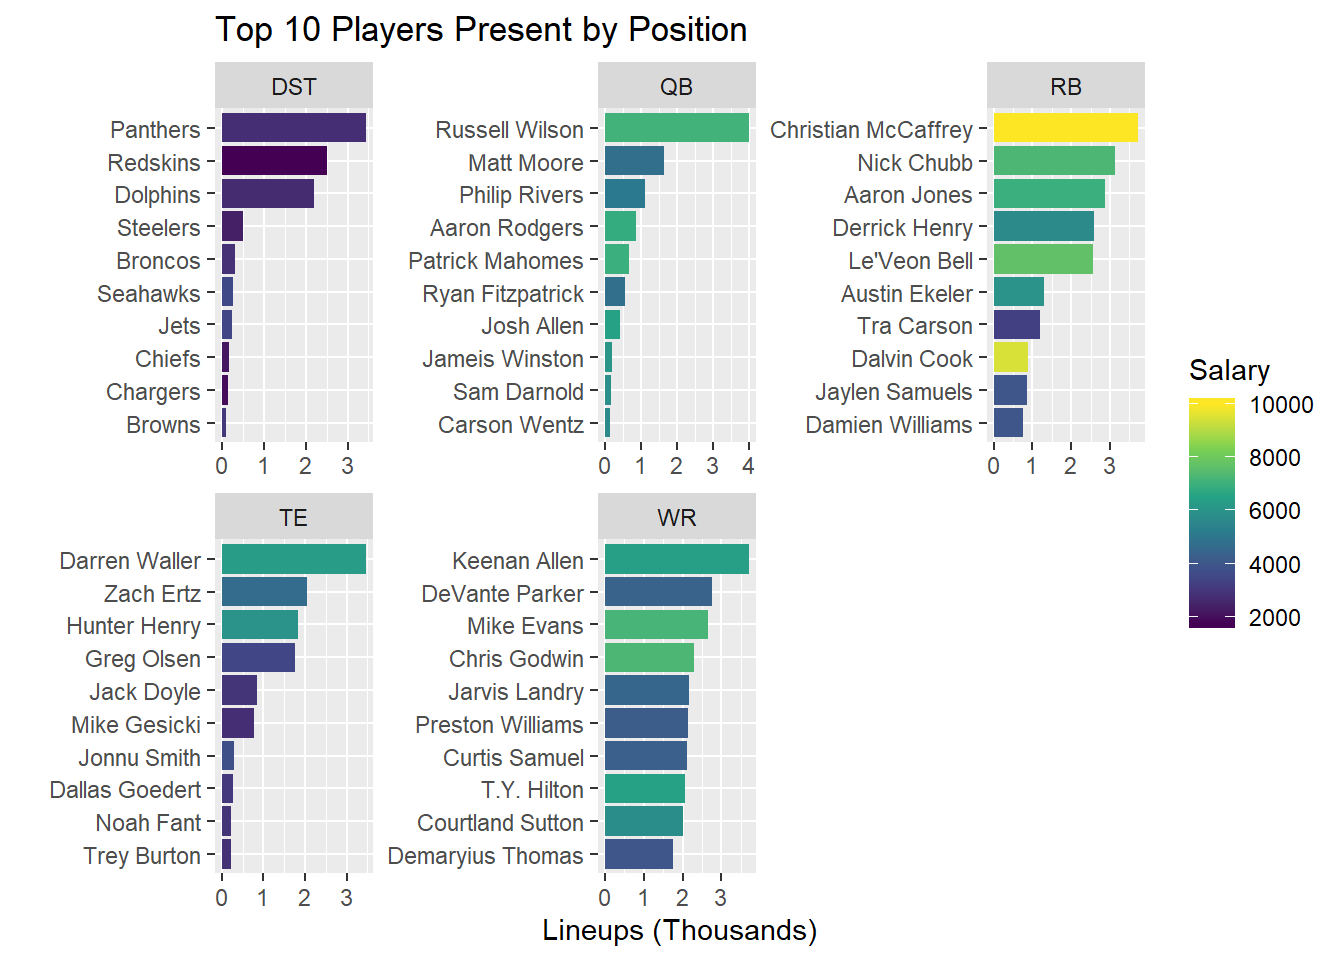 Top 10 Players Present by Position
DST
Panthers
Redskins
Dolphins
Steelers
Broncos
Seahawks
Jets
Chiefs
Chargers
Browns
0 1 2 3
QB
Russell Wilson
Matt Moore
Philip Rivers
Aaron Rodgers
Patrick Mahomes
Ryan Fitzpatrick
Josh Allen
Jameis Winston
Sam Darnold
Carson Wentz
0 1 2 3 4
RB
Christian McCaffrey
Nick Chubb
Aaron Jones
Derrick Henry
Le'Veon Bell
Austin Ekeler
Tra Carson
Dalvin Cook
Jaylen Samuels
Damien Williams
0 1 2 3
TE
Darren Waller
Zach Ertz
Hunter Henry
Greg Olsen
Jack Doyle
Mike Gesicki
Jonnu Smith
Dallas Goedert
Noah Fant
Trey Burton
0 1 2 3
WR
Keenan Allen
DeVante Parker
Mike Evans
Chris Godwin
Jarvis Landry
Preston Williams
Curtis Samuel
T.Y. Hilton
Courtland Sutton
Demaryius Thomas
0 1 2 3
Lineups (Thousands)
Salary
10000
8000
6000
4000
2000